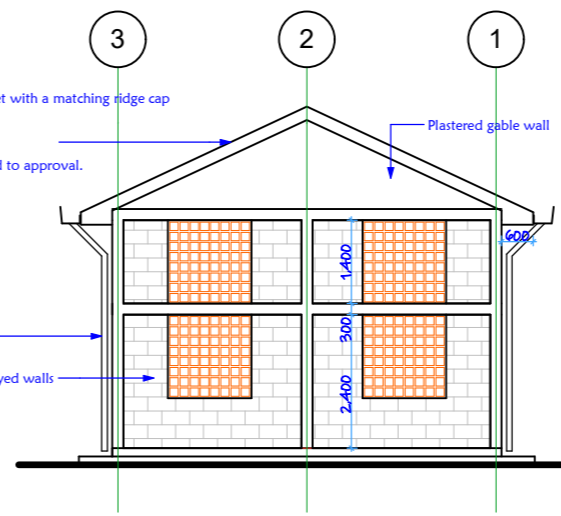 3
2
1
et with a matching ridge cap
Plastered gable wall
d to approval.
600
1,400
300
2,400
yed walls